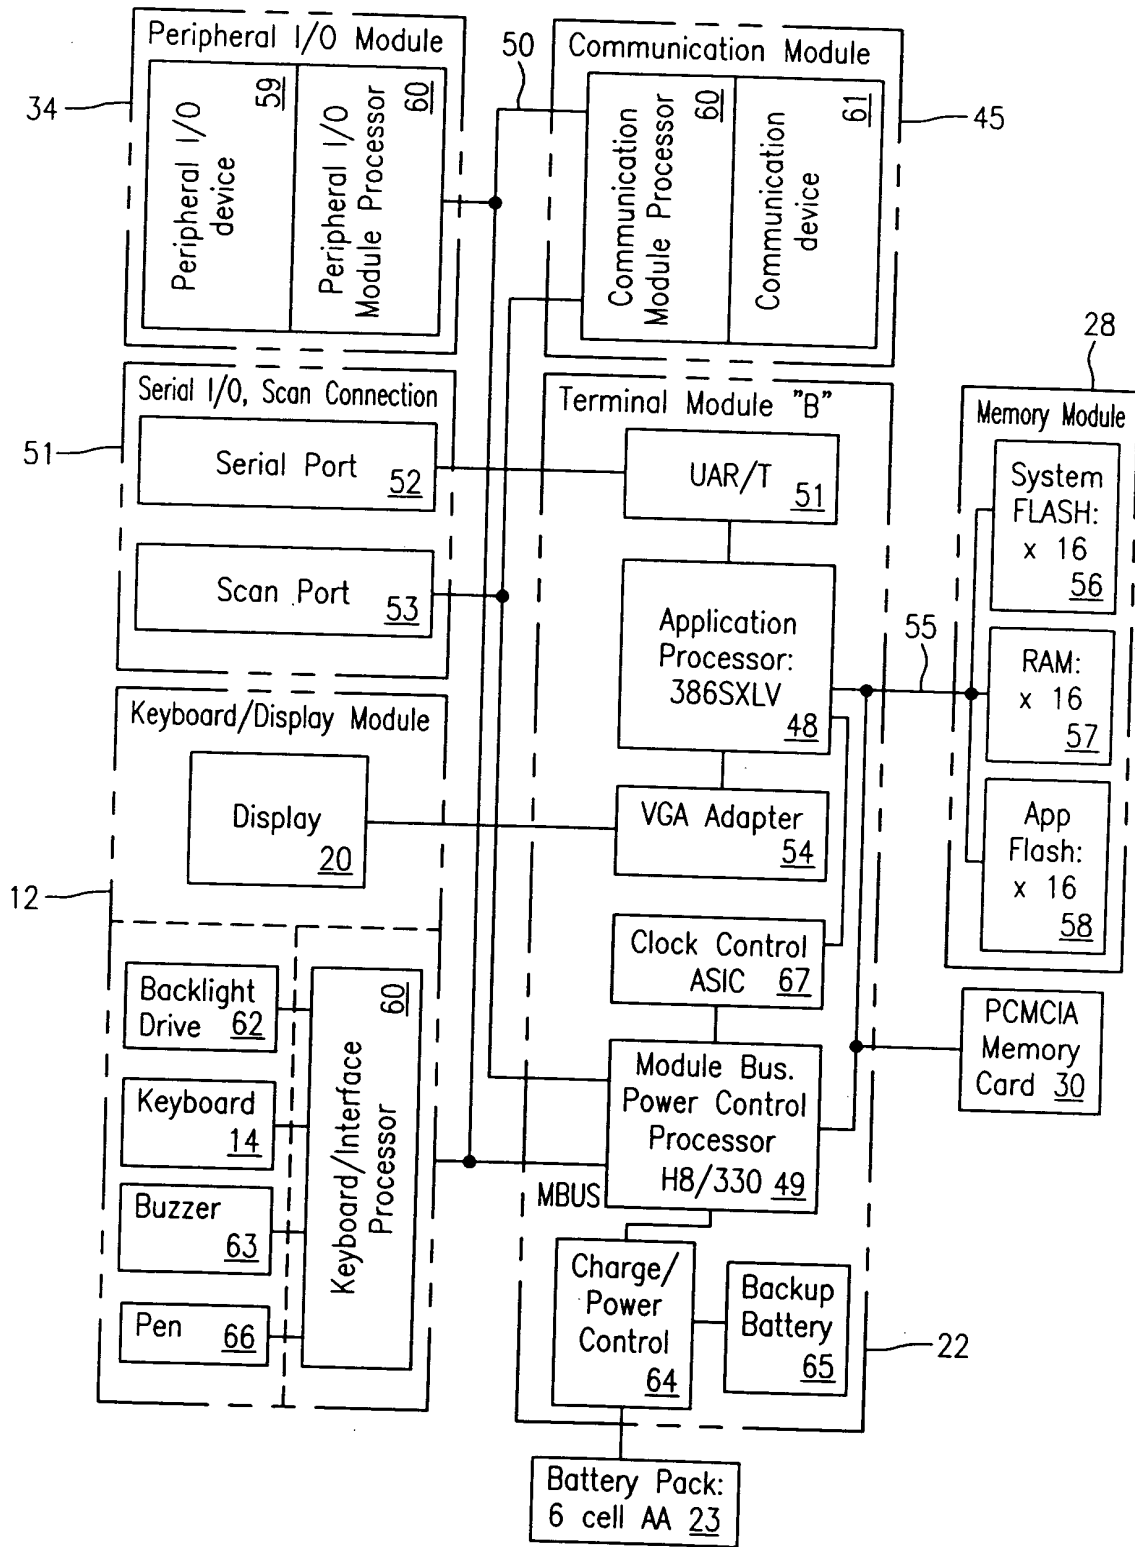 Peripheral I/O Module
Peripheral I/O
device
59
Peripheral I/O
Module Processor
60
34
50
Communication Module
Communication
Module Processor
60
Communication
device
61
45
Serial I/O, Scan Connection
Serial Port
52
Scan Port
53
51
Terminal Module "B"
UAR/T
51
Application
Processor:
386SXLV
48
VGA Adapter
54
Clock Control
ASIC 67
Module Bus.
Power Control
Processor
H8/330 49
MBUS
Charge/
Power
Control
64
Backup
Battery
65
22
Battery Pack:
6 cell AA 23
55
28
Memory Module
System
FLASH:
x 16
56
RAM:
x 16
57
App
Flash:
x 16
58
PCMCIA
Memory
Card 30
Keyboard/Display Module
Display
20
12
Backlight
Drive 62
Keyboard
14
Buzzer
63
Pen 66
Keyboard/Interface
Processor
60